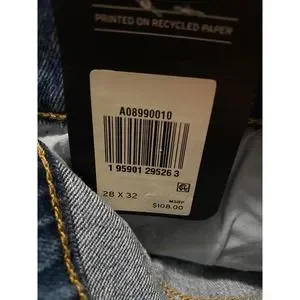 PRINTED ON RECYCLED PAPER
A08990010
1 95901 29526 3
28 X 32
MSRP
$108.00